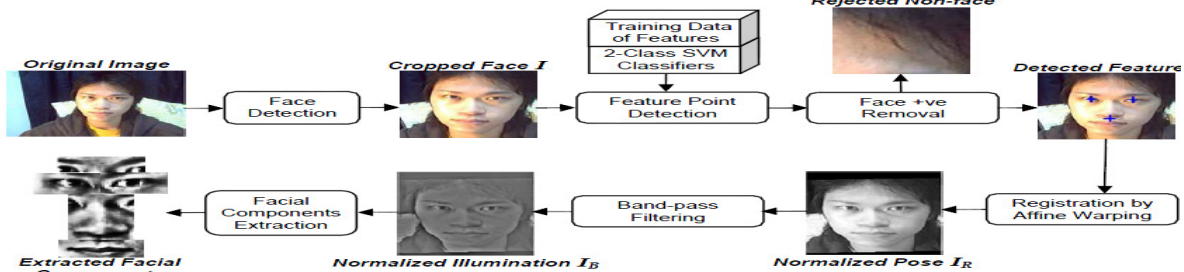 Rejected Non-face
Training Data
of Features
2-Class SVM
Classifiers
Original Image
Cropped Face I
Detected Feature
Face
Detection
Feature Point
Detection
Face +ve
Removal
Facial
Components
Extraction
Band-pass
Filtering
Registration by
Affine Warping
Extracted Facial
Normalized Illumination I_B
Normalized Pose I_R